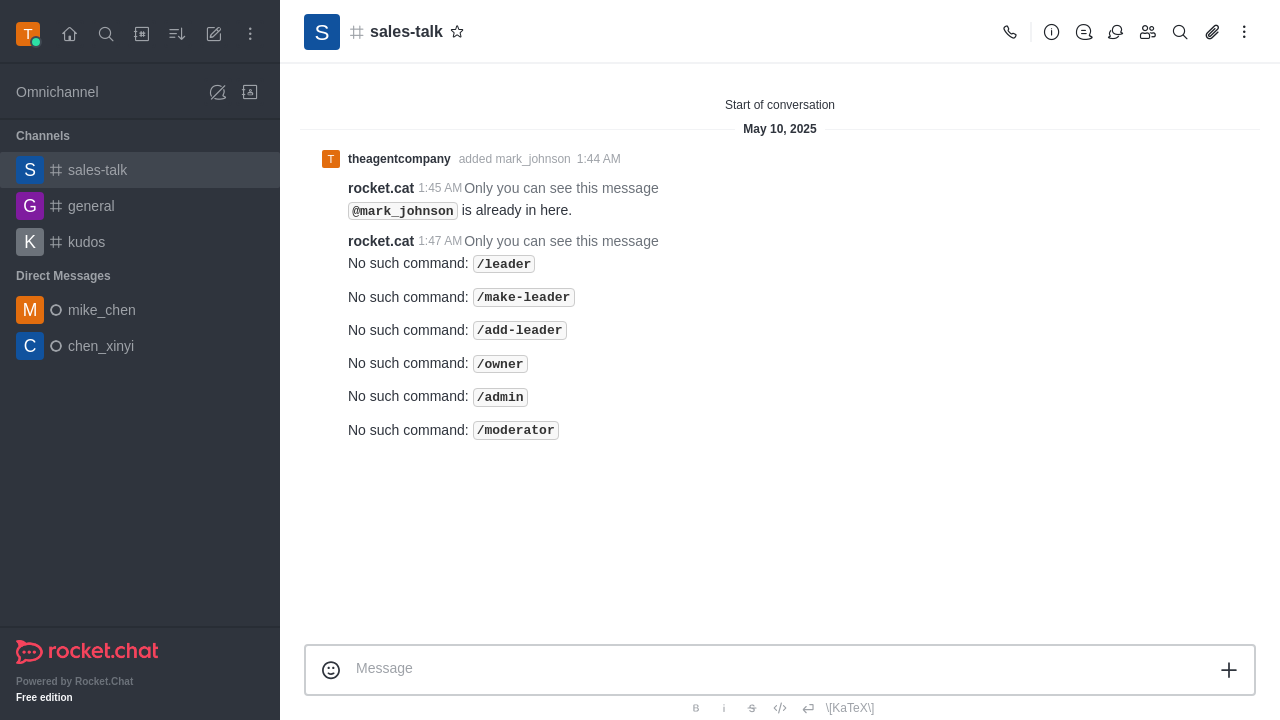 T
Omnichannel
Channels
S sales-talk
G general
K kudos
Direct Messages
M mike_chen
C chen_xinyi
rocket.chat
Powered by Rocket.Chat
Free edition
S sales-talk
Start of conversation
May 10, 2025
T theagentcompany added mark_johnson 1:44 AM
rocket.cat 1:45 AM Only you can see this message
@mark_johnson is already in here.
rocket.cat 1:47 AM Only you can see this message
No such command: /leader
No such command: /make-leader
No such command: /add-leader
No such command: /owner
No such command: /admin
No such command: /moderator
Message
B i S </> \[KaTeX\]